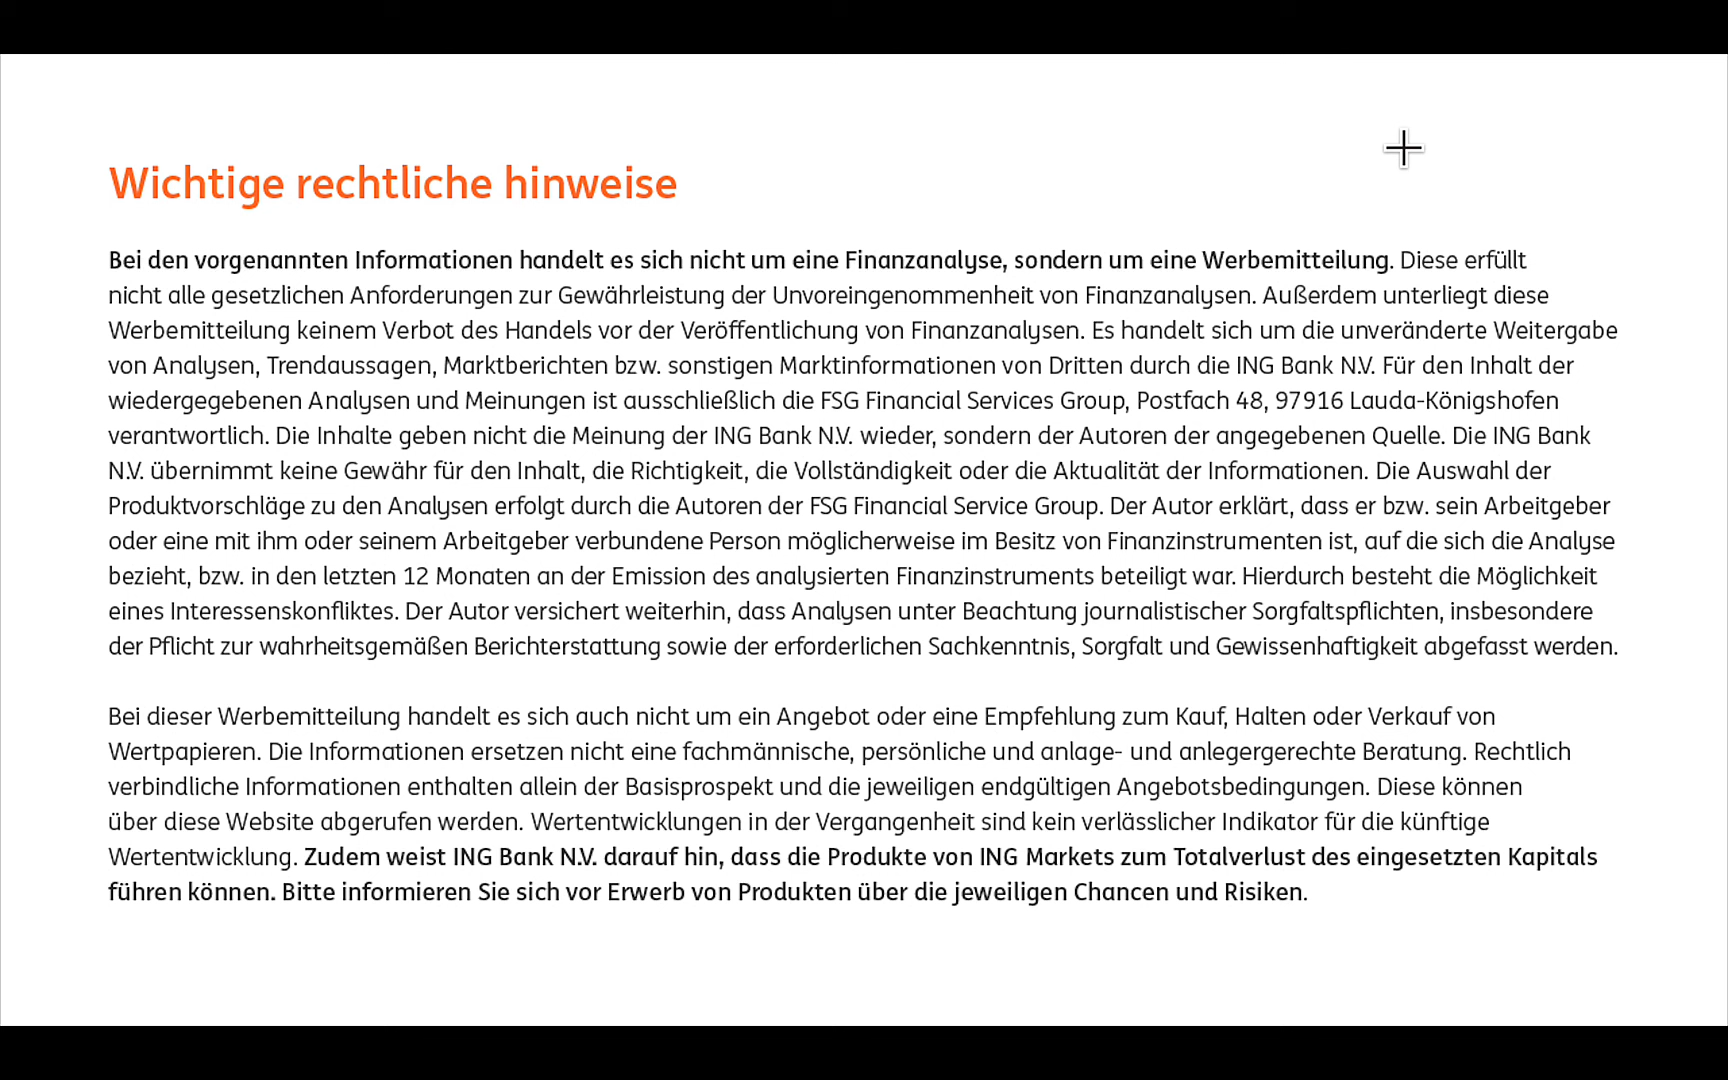 Wichtige rechtliche hinweise
Bei den vorgenannten Informationen handelt es sich nicht um eine Finanzanalyse, sondern um eine Werbemitteilung. Diese erfüllt
nicht alle gesetzlichen Anforderungen zur Gewährleistung der Unvoreingenommenheit von Finanzanalysen. Außerdem unterliegt diese
Werbemitteilung keinem Verbot des Handels vor der Veröffentlichung von Finanzanalysen. Es handelt sich um die unveränderte Weitergabe
von Analysen, Trendaussagen, Marktberichten bzw. sonstigen Marktinformationen von Dritten durch die ING Bank N.V. Für den Inhalt der
wiedergegebenen Analysen und Meinungen ist ausschließlich die FSG Financial Services Group, Postfach 48, 97916 Lauda-Königshofen
verantwortlich. Die Inhalte geben nicht die Meinung der ING Bank N.V. wieder, sondern der Autoren der angegebenen Quelle. Die ING Bank
N.V. übernimmt keine Gewähr für den Inhalt, die Richtigkeit, die Vollständigkeit oder die Aktualität der Informationen. Die Auswahl der
Produktvorschläge zu den Analysen erfolgt durch die Autoren der FSG Financial Service Group. Der Autor erklärt, dass er bzw. sein Arbeitgeber
oder eine mit ihm oder seinem Arbeitgeber verbundene Person möglicherweise im Besitz von Finanzinstrumenten ist, auf die sich die Analyse
bezieht, bzw. in den letzten 12 Monaten an der Emission des analysierten Finanzinstruments beteiligt war. Hierdurch besteht die Möglichkeit
eines Interessenskonfliktes. Der Autor versichert weiterhin, dass Analysen unter Beachtung journalistischer Sorgfaltspflichten, insbesondere
der Pflicht zur wahrheitsgemäßen Berichterstattung sowie der erforderlichen Sachkenntnis, Sorgfalt und Gewissenhaftigkeit abgefasst werden.
Bei dieser Werbemitteilung handelt es sich auch nicht um ein Angebot oder eine Empfehlung zum Kauf, Halten oder Verkauf von
Wertpapieren. Die Informationen ersetzen nicht eine fachmännische, persönliche und anlage- und anlegergerechte Beratung. Rechtlich
verbindliche Informationen enthalten allein der Basisprospekt und die jeweiligen endgültigen Angebotsbedingungen. Diese können
über diese Website abgerufen werden. Wertentwicklungen in der Vergangenheit sind kein verlässlicher Indikator für die künftige
Wertentwicklung. Zudem weist ING Bank N.V. darauf hin, dass die Produkte von ING Markets zum Totalverlust des eingesetzten Kapitals
führen können. Bitte informieren Sie sich vor Erwerb von Produkten über die jeweiligen Chancen und Risiken.